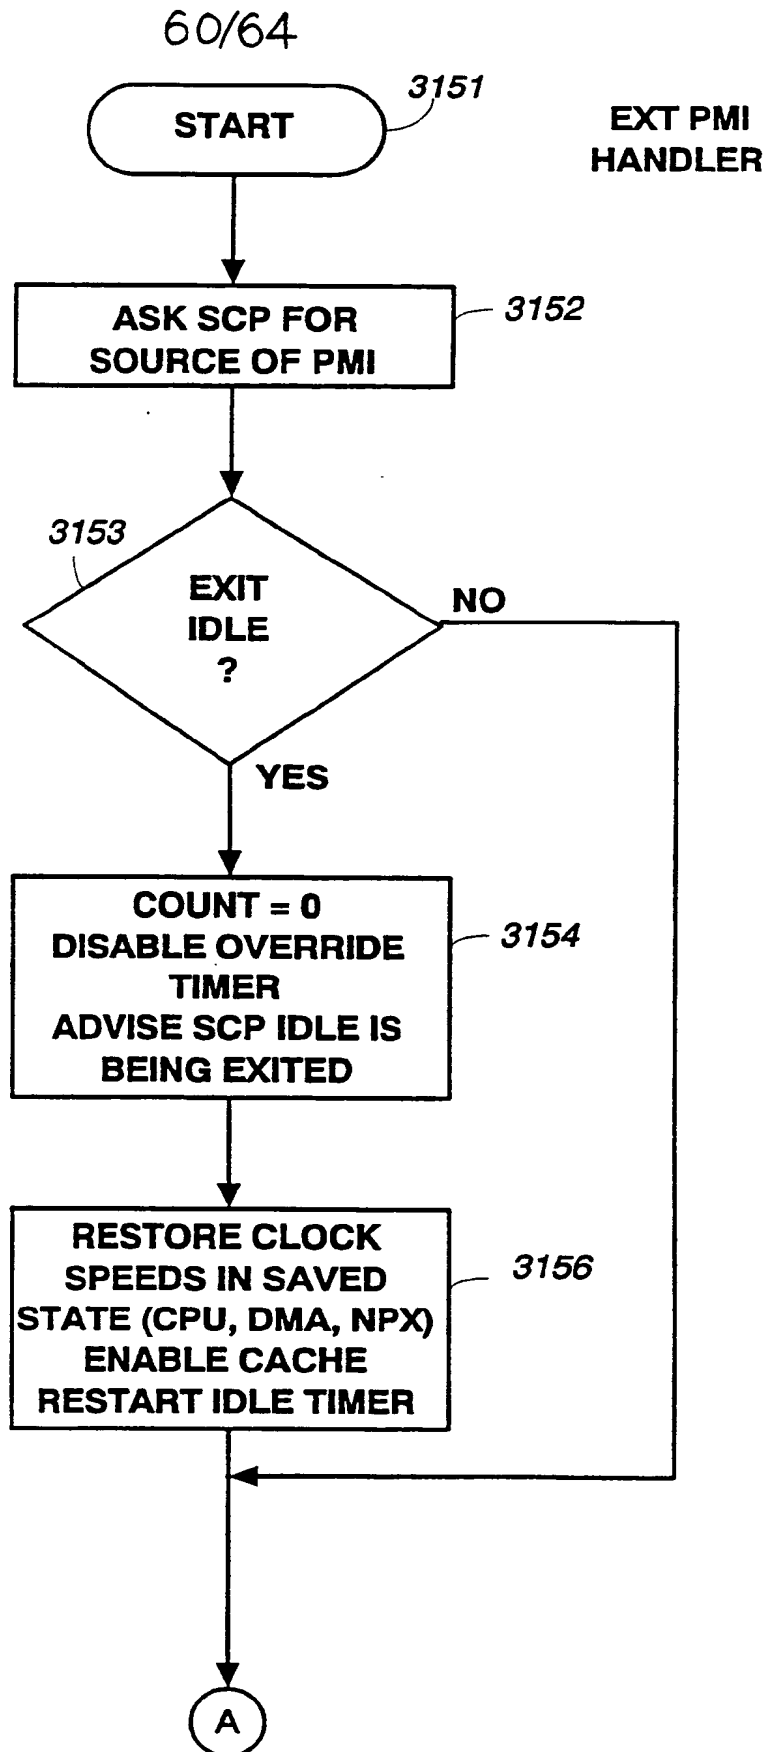 60/64
3151
START
EXT PMI
HANDLER
3152
ASK SCP FOR
SOURCE OF PMI
3153
EXIT
IDLE
?
NO
YES
COUNT = 0
DISABLE OVERRIDE
TIMER
ADVISE SCP IDLE IS
BEING EXITED
3154
RESTORE CLOCK
SPEEDS IN SAVED
STATE (CPU, DMA, NPX)
ENABLE CACHE
RESTART IDLE TIMER
3156
A